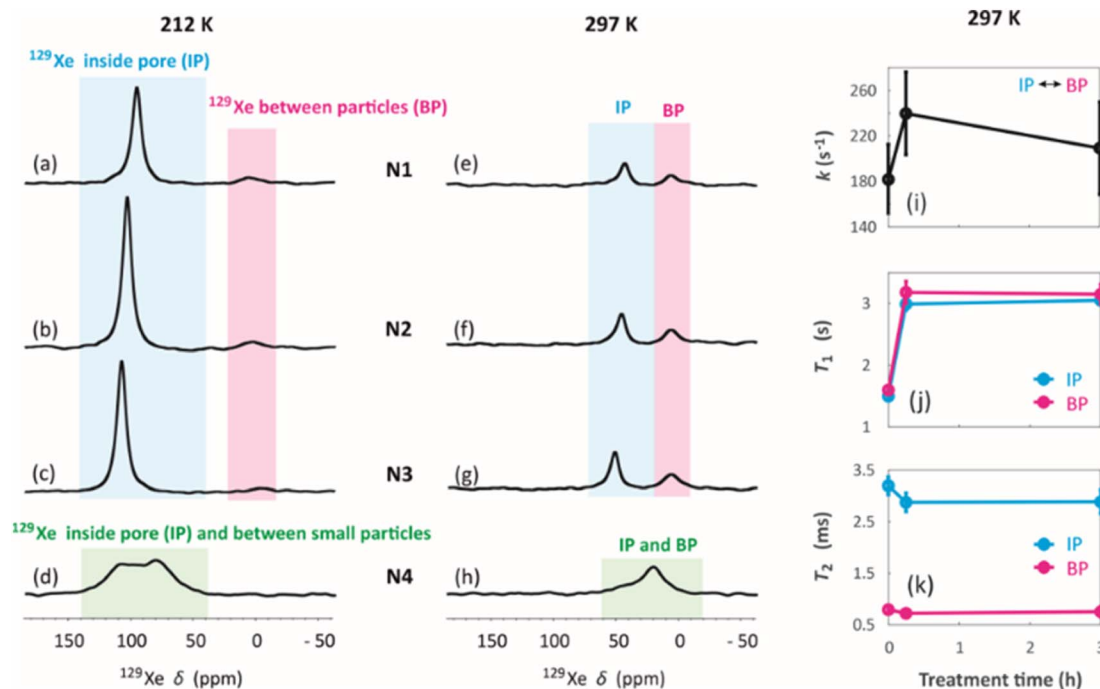 212 K
297 K
297 K
¹²⁹Xe inside pore (IP)
¹²⁹Xe between particles (BP)
(a)
(b)
(c)
¹²⁹Xe inside pore (IP) and between small particles
(d)
150 100 50 0 - 50
¹²⁹Xe δ (ppm)
N1
N2
N3
N4
IP BP
(e)
(f)
(g)
IP and BP
(h)
150 100 50 0 - 50
¹²⁹Xe δ (ppm)
IP ↔ BP
260
220
180
140
k (s⁻¹)
(i)
3
2
1
T₁ (s)
IP
BP
(j)
3.5
2.5
1.5
0.5
T₂ (ms)
IP
BP
(k)
0 1 3
Treatment time (h)